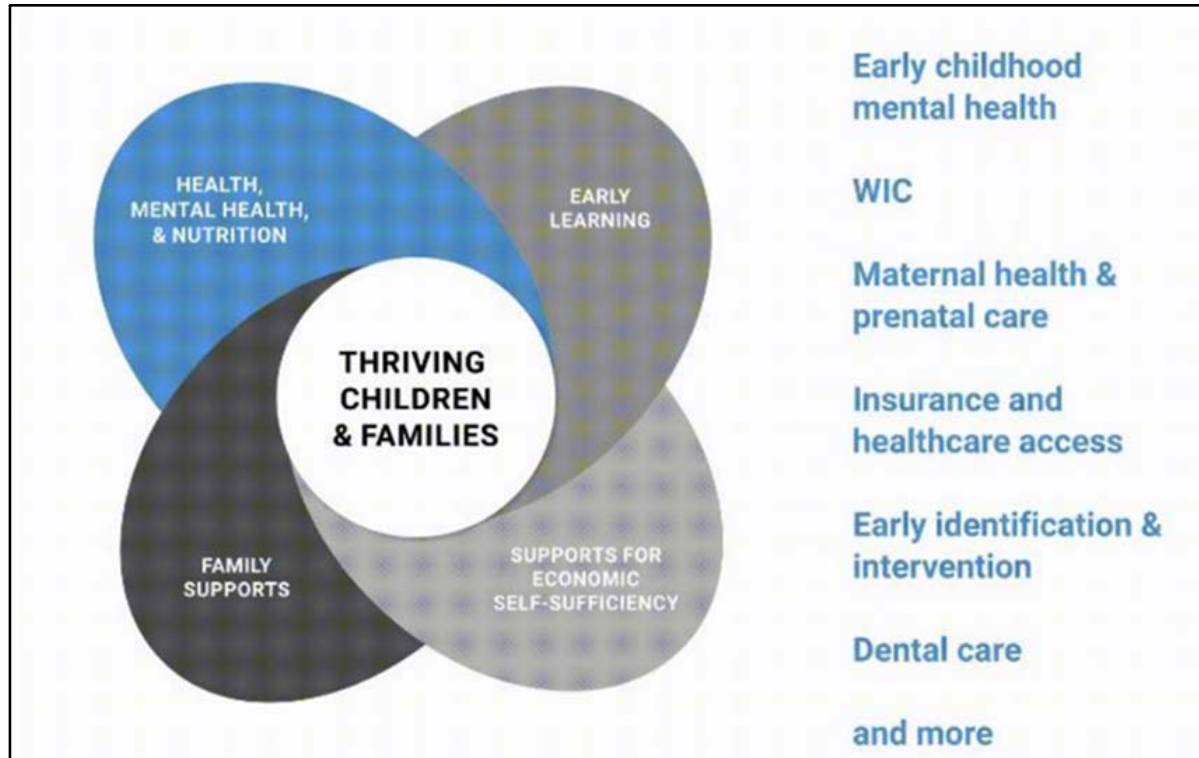 HEALTH,
MENTAL HEALTH,
& NUTRITION
EARLY
LEARNING
THRIVING
CHILDREN
& FAMILIES
FAMILY
SUPPORTS
SUPPORTS FOR
ECONOMIC
SELF-SUFFICIENCY
Early childhood
mental health
WIC
Maternal health &
prenatal care
Insurance and
healthcare access
Early identification &
intervention
Dental care
and more